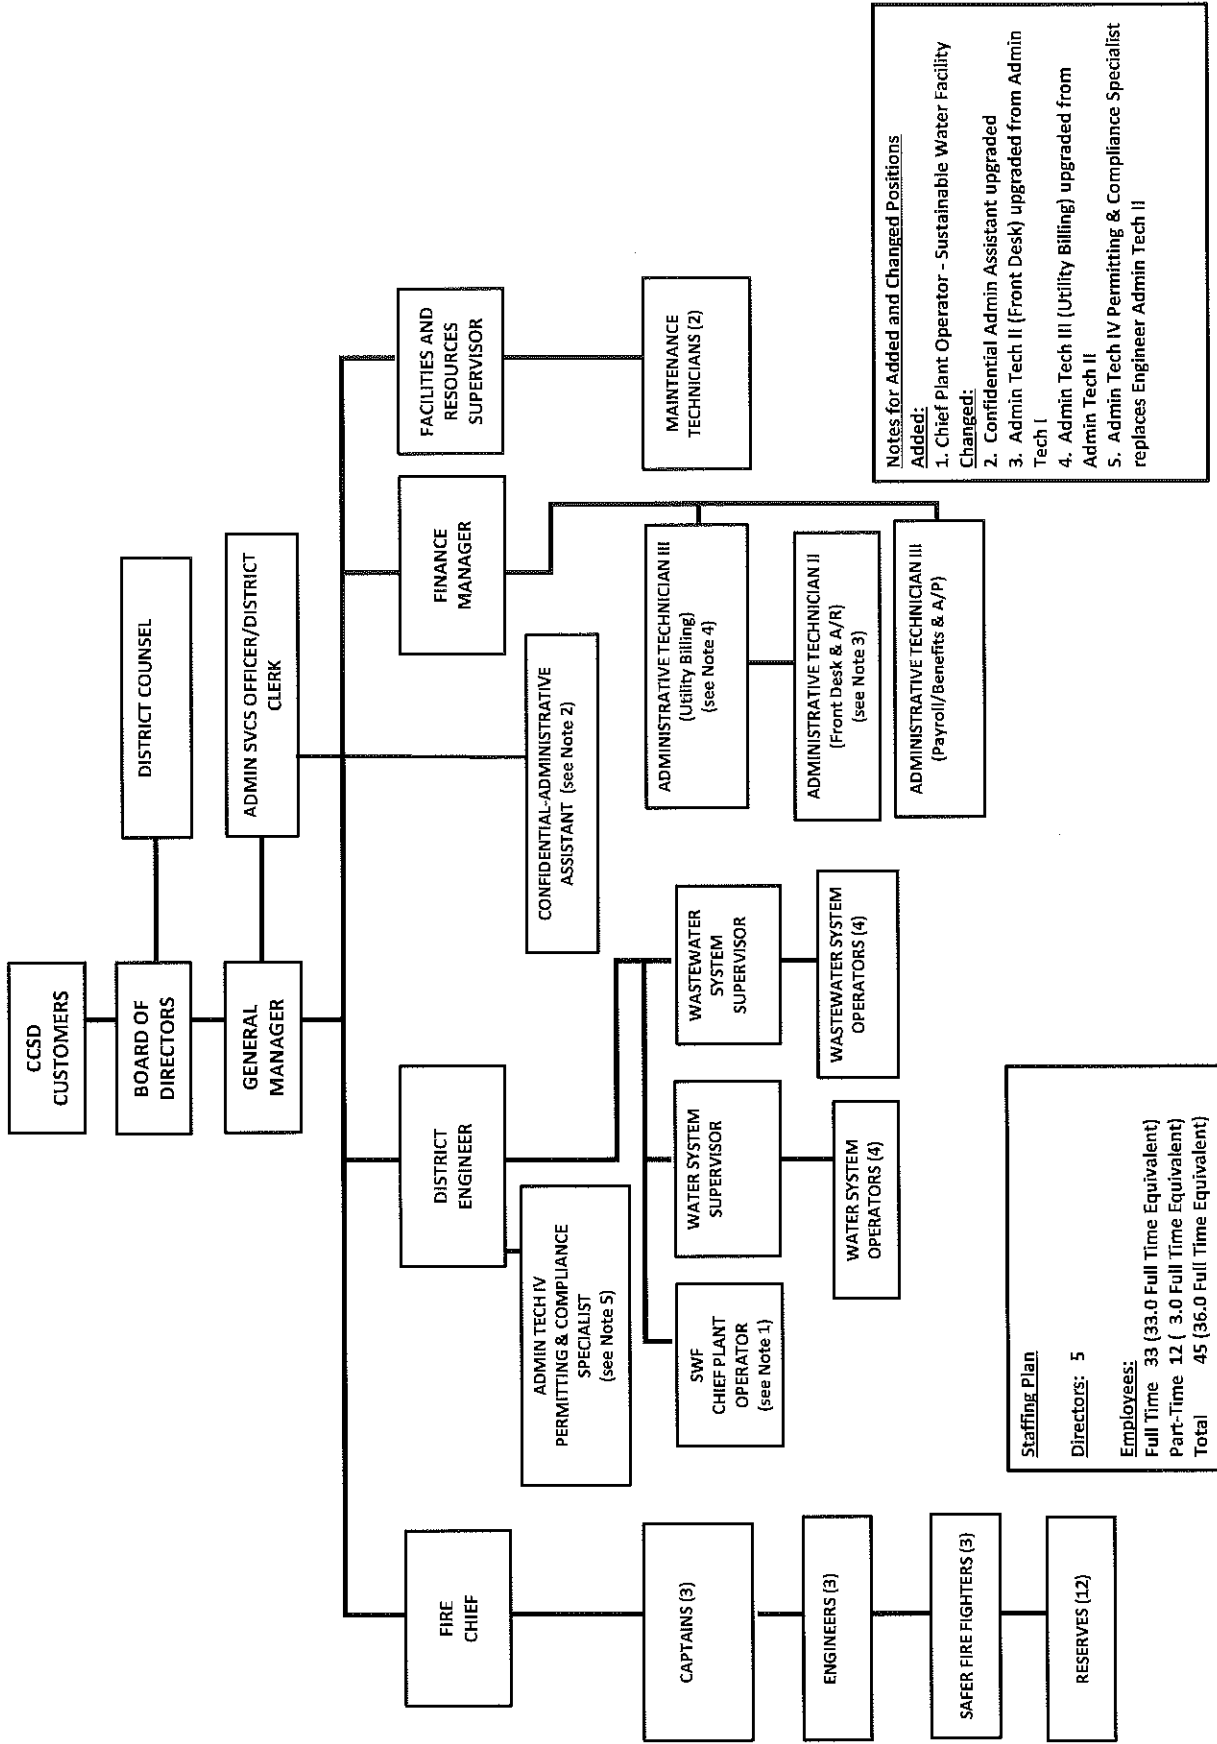 CCSD
CUSTOMERS
BOARD OF
DIRECTORS
DISTRICT COUNSEL
GENERAL
MANAGER
ADMIN SVCS OFFICER/DISTRICT
CLERK
FIRE
CHIEF
DISTRICT
ENGINEER
FINANCE
MANAGER
FACILITIES AND
RESOURCES
SUPERVISOR
ADMIN TECH IV
PERMITTING & COMPLIANCE
SPECIALIST
(see Note 5)
CONFIDENTIAL-ADMINISTRATIVE
ASSISTANT (see Note 2)
CAPTAINS (3)
SWF
CHIEF PLANT
OPERATOR
(see Note 1)
WATER SYSTEM
SUPERVISOR
WASTEWATER
SYSTEM
SUPERVISOR
ADMINISTRATIVE TECHNICIAN III
(Utility Billing)
(see Note 4)
MAINTENANCE
TECHNICIANS (2)
ENGINEERS (3)
WATER SYSTEM
OPERATORS (4)
WASTEWATER SYSTEM
OPERATORS (4)
ADMINISTRATIVE TECHNICIAN II
(Front Desk & A/R)
(see Note 3)
SAFER FIRE FIGHTERS (3)
ADMINISTRATIVE TECHNICIAN III
(Payroll/Benefits & A/P)
RESERVES (12)
Staffing Plan
Directors: 5
Employees:
Full Time 33 (33.0 Full Time Equivalent)
Part-Time 12 ( 3.0 Full Time Equivalent)
Total 45 (36.0 Full Time Equivalent)
Notes for Added and Changed Positions
Added:
1. Chief Plant Operator - Sustainable Water Facility
Changed:
2. Confidential Admin Assistant upgraded
3. Admin Tech II (Front Desk) upgraded from Admin
Tech I
4. Admin Tech III (Utility Billing) upgraded from
Admin Tech II
5. Admin Tech IV Permitting & Compliance Specialist
replaces Engineer Admin Tech II